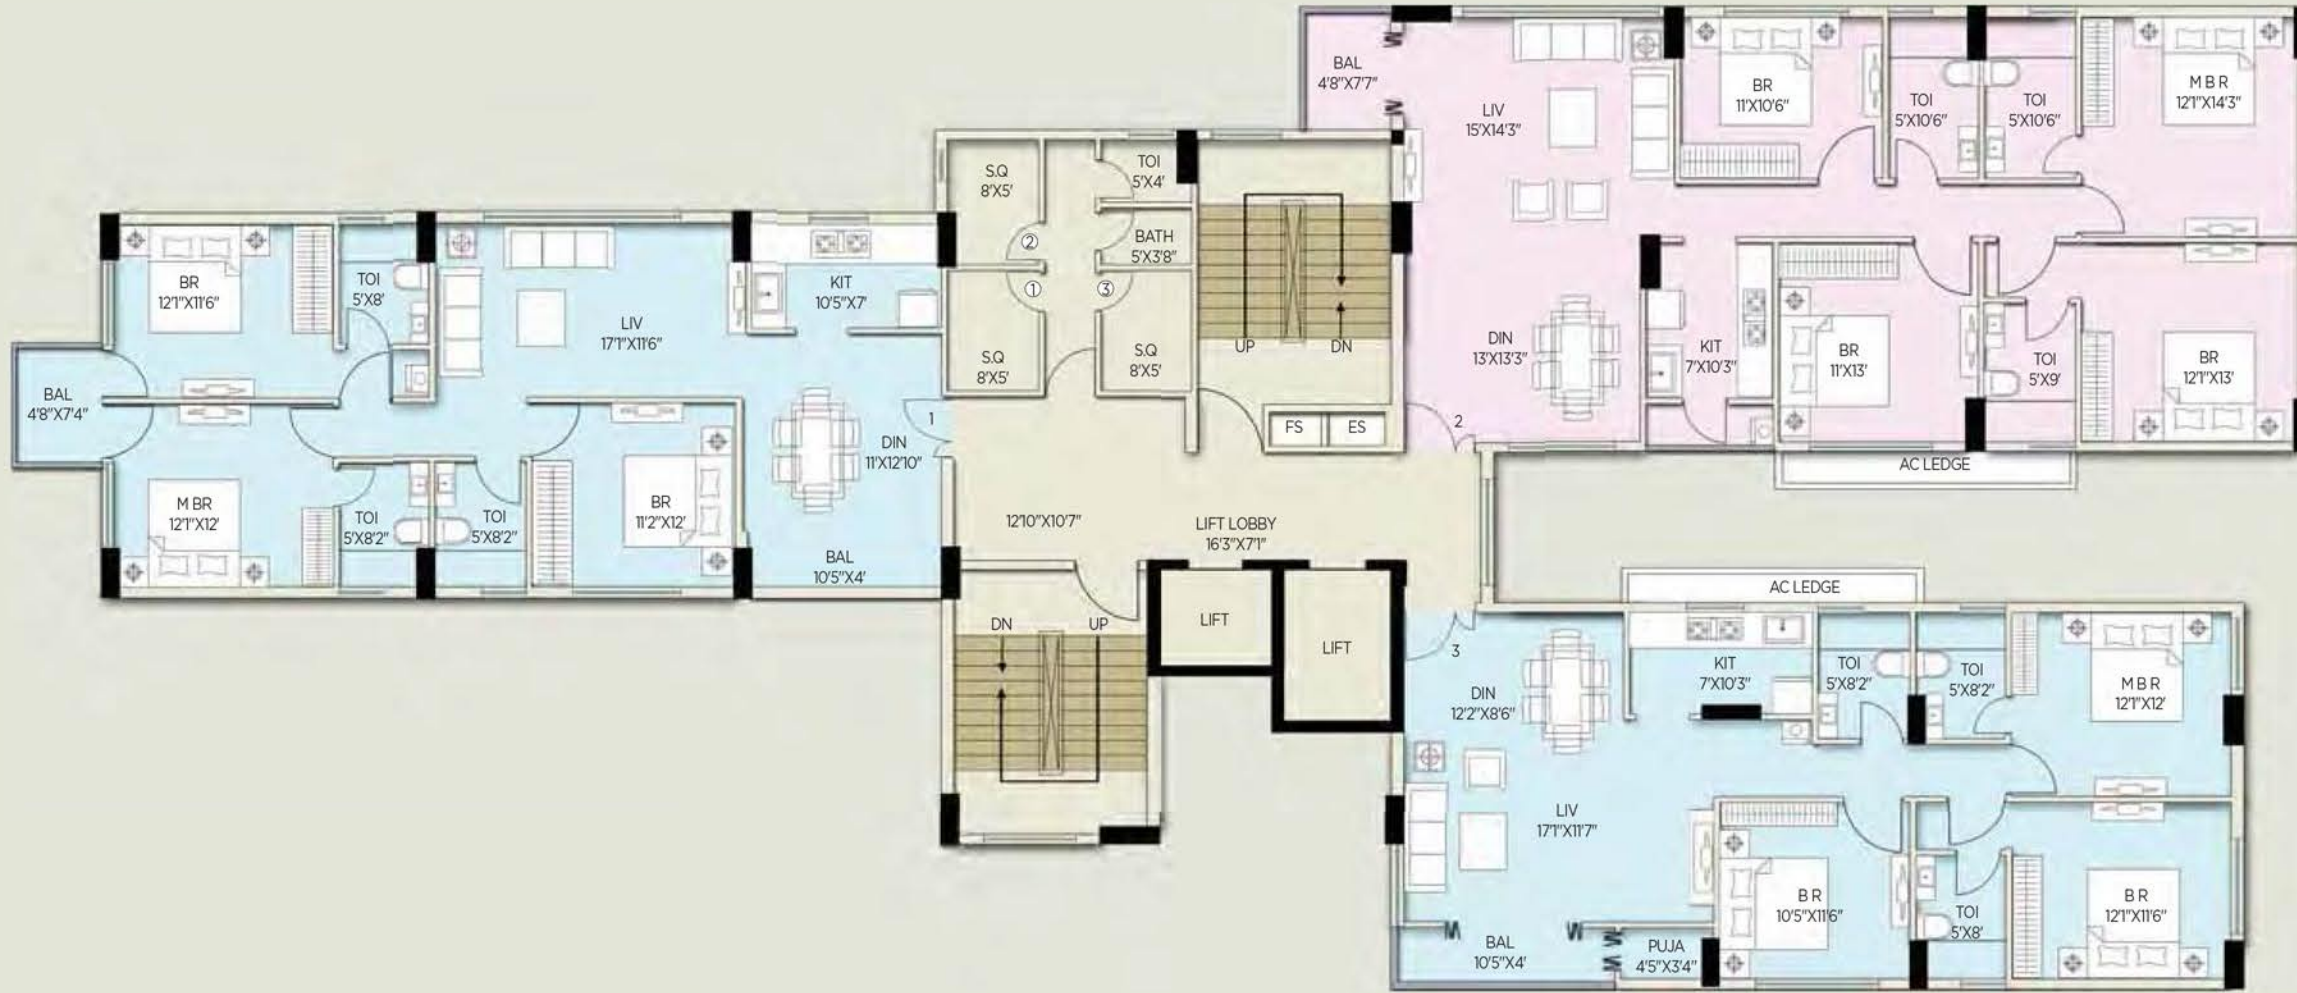 BAL
4'8"X7'7"
LIV
15'X14'3"
BR
11'X10'6"
TOI
5'X10'6"
TOI
5'X10'6"
M B R
12'1"X14'3"
DIN
13'X13'3"
KIT
7'X10'3"
BR
11'X13'
TOI
5'X9'
BR
12'1"X13'
2
AC LEDGE
S.Q
8'X5'
TOI
5'X4'
②
BATH
5'X3'8"
①
③
S.Q
8'X5'
S.Q
8'X5'
UP
DN
FS
ES
BR
12'1"X11'6"
TOI
5'X8'
LIV
17'1"X11'6"
KIT
10'5"X7'
BAL
4'8"X7'4"
1
DIN
11'X12'10"
M BR
12'1"X12'
TOI
5'X8'2"
TOI
5'X8'2"
BR
11'2"X12'
BAL
10'5"X4'
12'10"X10'7"
LIFT LOBBY
16'3"X7'1"
DN
UP
LIFT
LIFT
AC LEDGE
3
DIN
12'2"X8'6"
KIT
7'X10'3"
TOI
5'X8'2"
TOI
5'X8'2"
M B R
12'1"X12'
LIV
17'1"X11'7"
BAL
10'5"X4'
PUJA
4'5"X3'4"
B R
10'5"X11'6"
TOI
5'X8'
B R
12'1"X11'6"